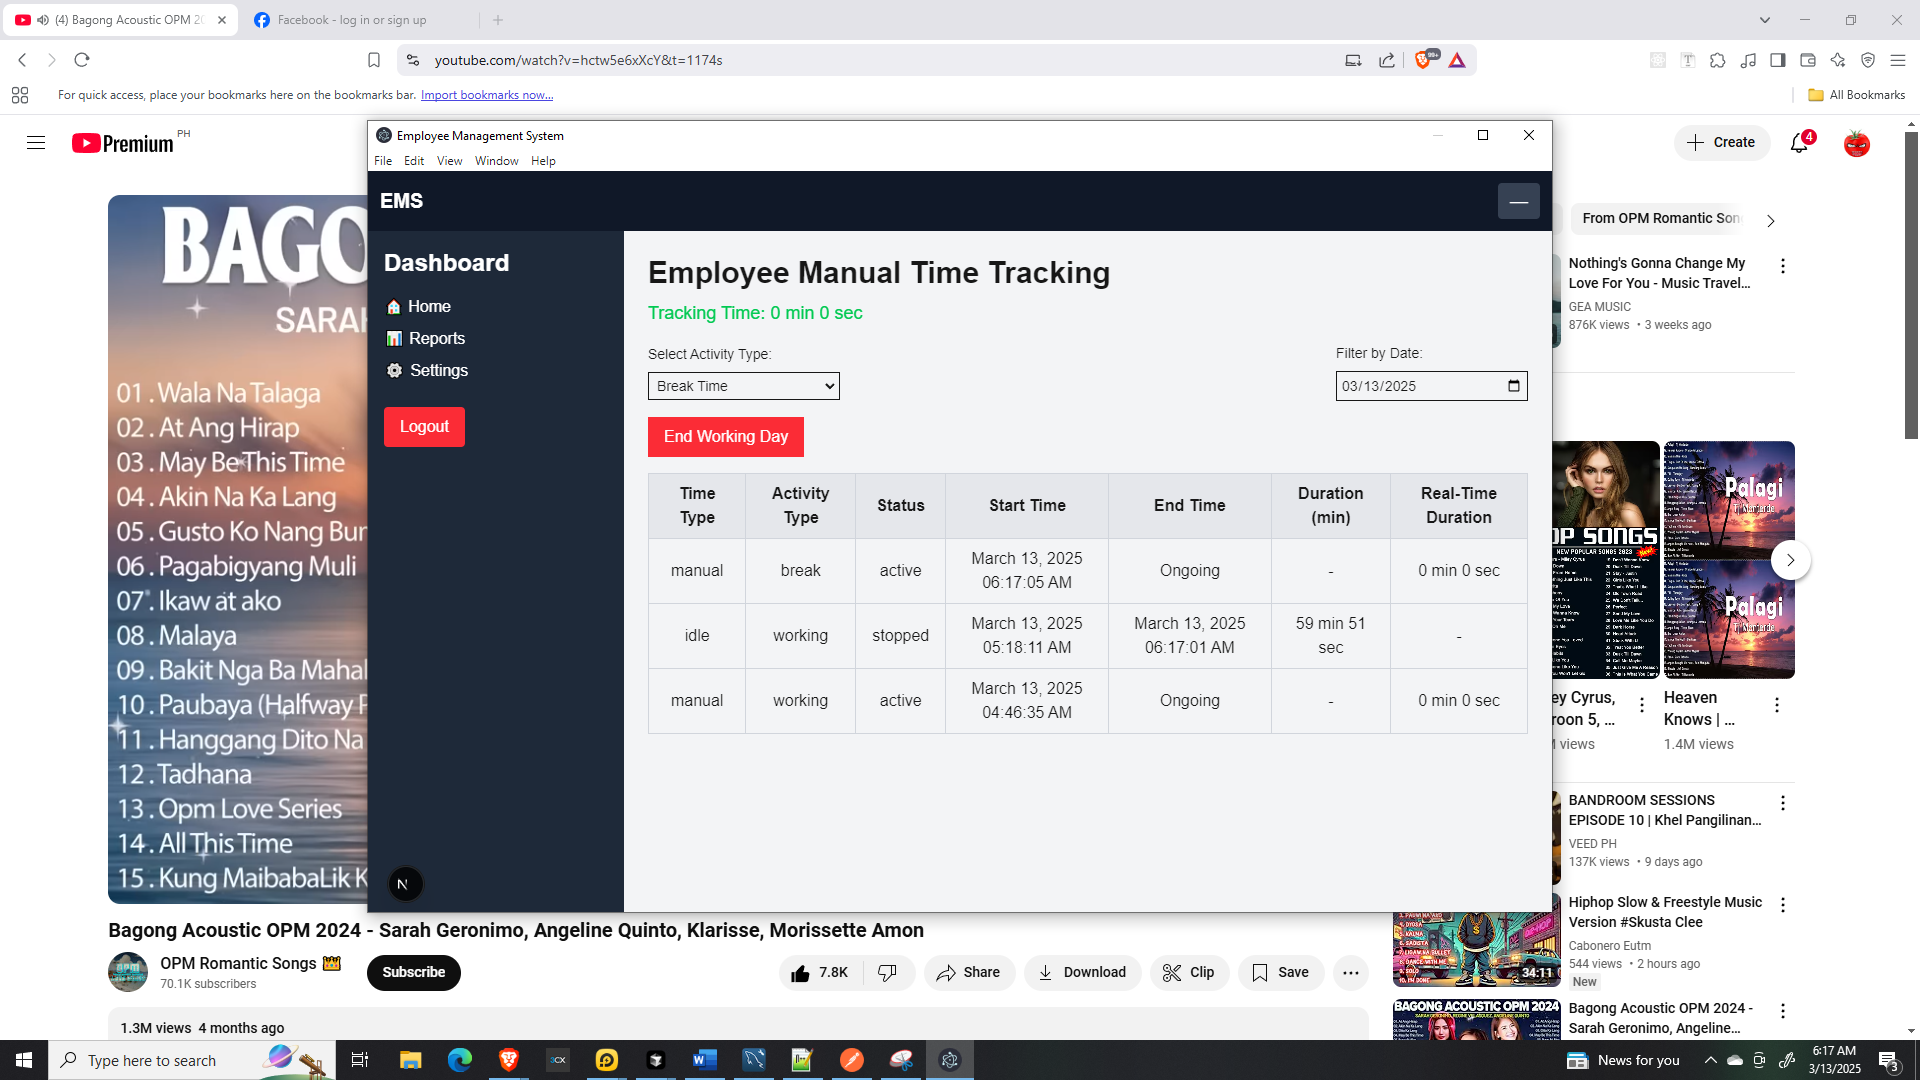 (4) Bagong Acoustic OPM 20
Facebook - log in or sign up
youtube.com/watch?v=hctw5e6xXcY&t=1174s
99+
For quick access, place your bookmarks here on the bookmarks bar. Import bookmarks now...
All Bookmarks
Premium PH
Create
4
Employee Management System
File Edit View Window Help
EMS
Dashboard
🏠 Home
📊 Reports
⚙️ Settings
Logout
Employee Manual Time Tracking
Tracking Time: 0 min 0 sec
Select Activity Type:
Break Time
Filter by Date:
03/13/2025
End Working Day
Time Type Activity Type Status Start Time End Time Duration (min) Real-Time Duration
manual break active March 13, 2025 06:17:05 AM Ongoing - 0 min 0 sec
idle working stopped March 13, 2025 05:18:11 AM March 13, 2025 06:17:01 AM 59 min 51 sec -
manual working active March 13, 2025 04:46:35 AM Ongoing - 0 min 0 sec
N
BAGO
SARAH
01 . Wala Na Talaga
02 . At Ang Hirap
03 . May Be This Time
04 . Akin Na Ka Lang
05 . Gusto Ko Nang Bum
06 . Pagabigyang Muli
07 . Ikaw at ako
08 . Malaya
09 . Bakit Nga Ba Mahal
10 . Paubaya (Halfway P
11 . Hanggang Dito Na
12 . Tadhana
13 . Opm Love Series
14 . All This Time
15 . Kung MaibabaLik K
Bagong Acoustic OPM 2024 - Sarah Geronimo, Angeline Quinto, Klarisse, Morissette Amon
OPM Romantic Songs 👑
70.1K subscribers
Subscribe
7.8K
Share
Download
Clip
Save
1.3M views 4 months ago
From OPM Romantic Son
Nothing's Gonna Change My
Love For You - Music Travel...
GEA MUSIC
876K views • 3 weeks ago
OP SONGS
NEW POPULAR SONGS 2023
New
Palagi
Palagi
ey Cyrus,
roon 5, ...
views
Heaven
Knows | ...
1.4M views
BANDROOM SESSIONS
EPISODE 10 | Khel Pangilinan...
VEED PH
137K views • 9 days ago
34:11
Hiphop Slow & Freestyle Music
Version #Skusta Clee
Cabonero Eutm
544 views • 2 hours ago
New
BAGONG ACOUSTIC OPM 2024
Bagong Acoustic OPM 2024 -
Sarah Geronimo, Angeline...
Type here to search
3CX
News for you
6:17 AM
3/13/2025
3